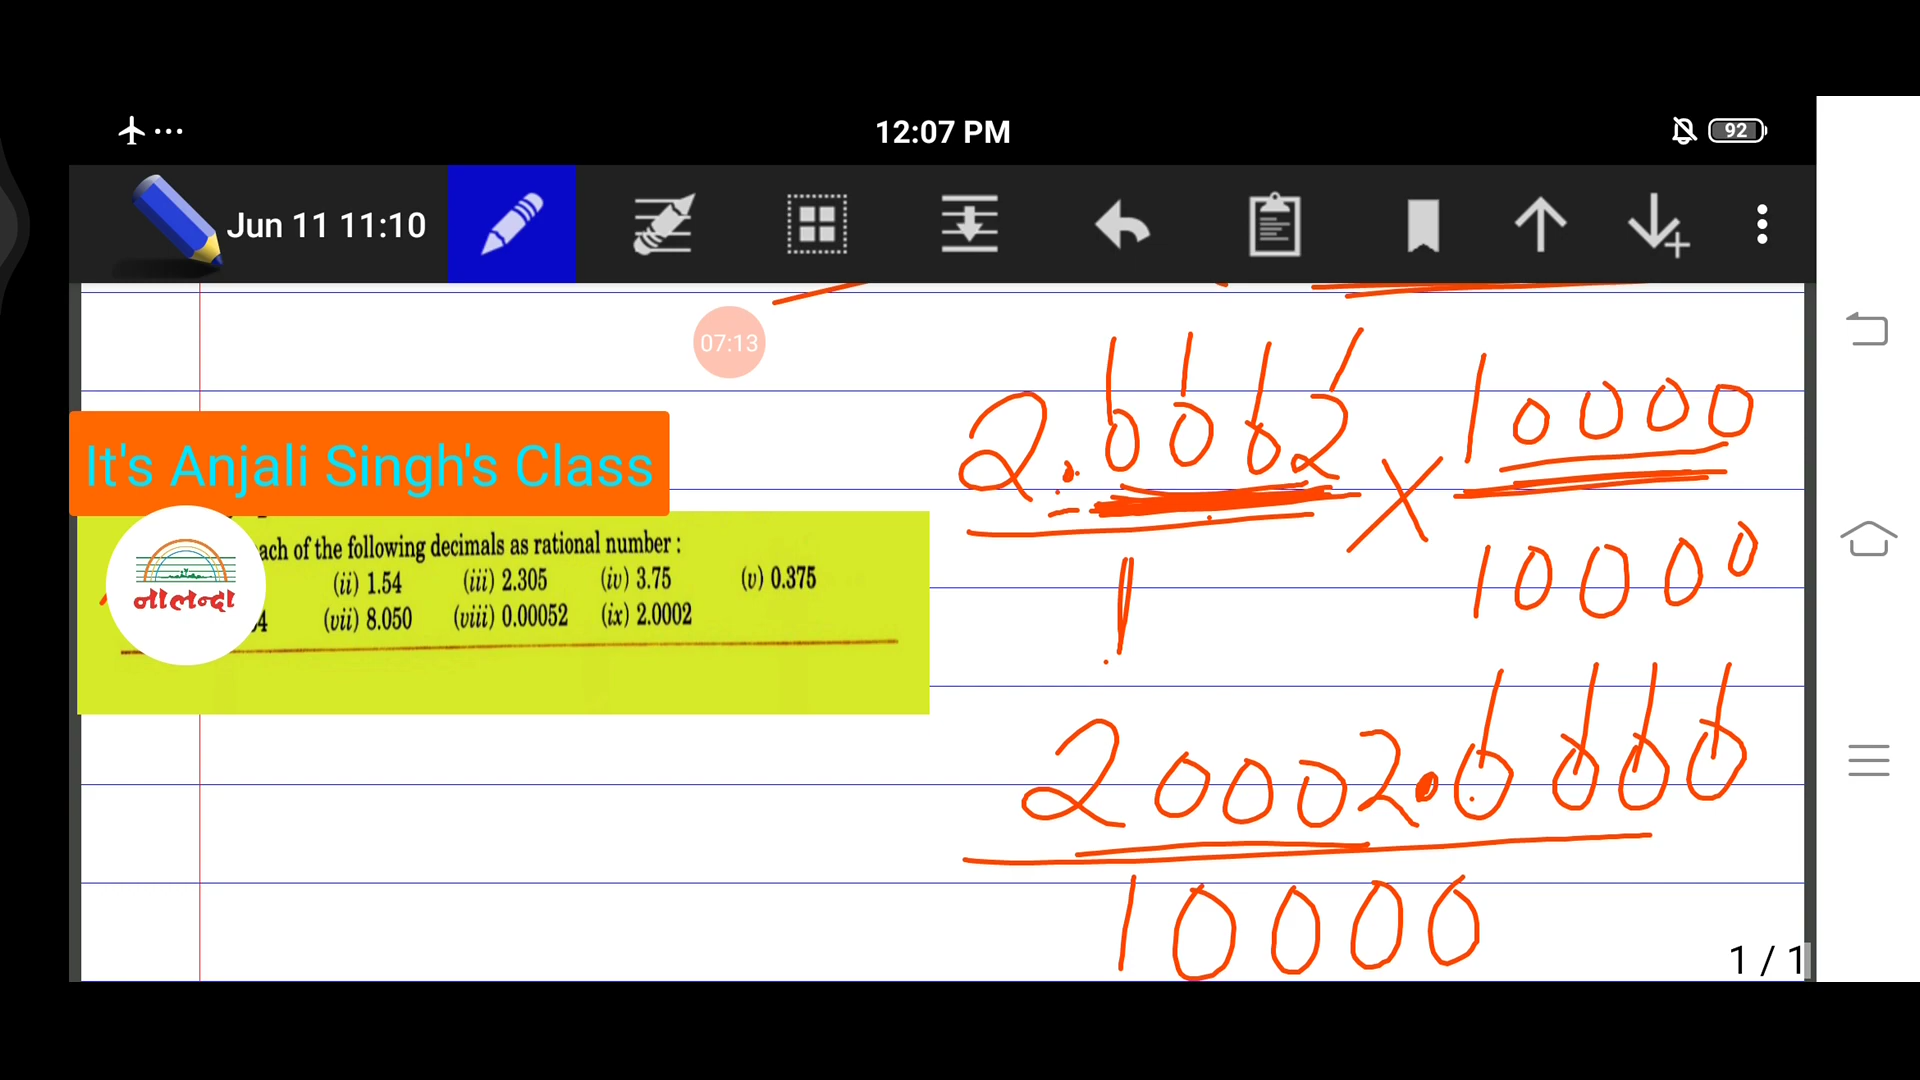 12:07 PM
92
Jun 11 11:10
07:13
2.0002 × 10000
1 10000
It's Anjali Singh's Class
ach of the following decimals as rational number :
(ii) 1.54 (iii) 2.305 (iv) 3.75 (v) 0.375
नालन्दा
64 (vii) 8.050 (viii) 0.00052 (ix) 2.0002
20002.0000
10000
1 / 1